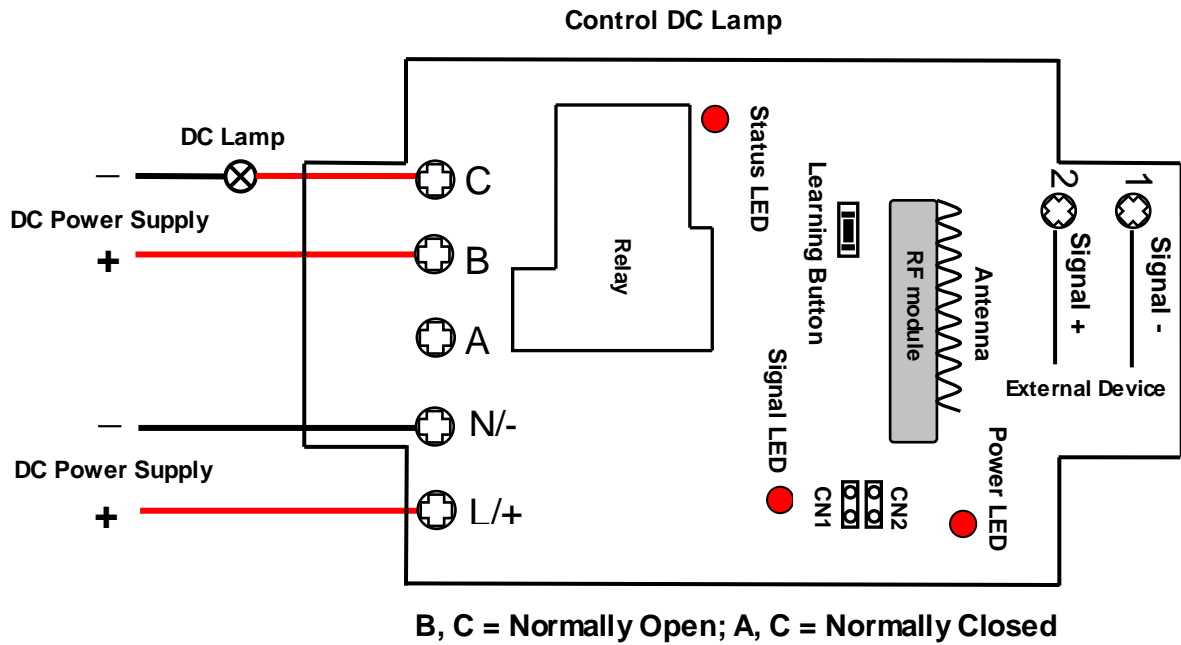 Control DC Lamp
DC Lamp
–
DC Power Supply
+
–
DC Power Supply
+
C
B
A
N/-
L/+
Relay
Status LED
Learning Button
RF module
Antenna
Signal LED
CN1
CN2
Power LED
2
1
Signal +
Signal -
External Device
B, C = Normally Open; A, C = Normally Closed